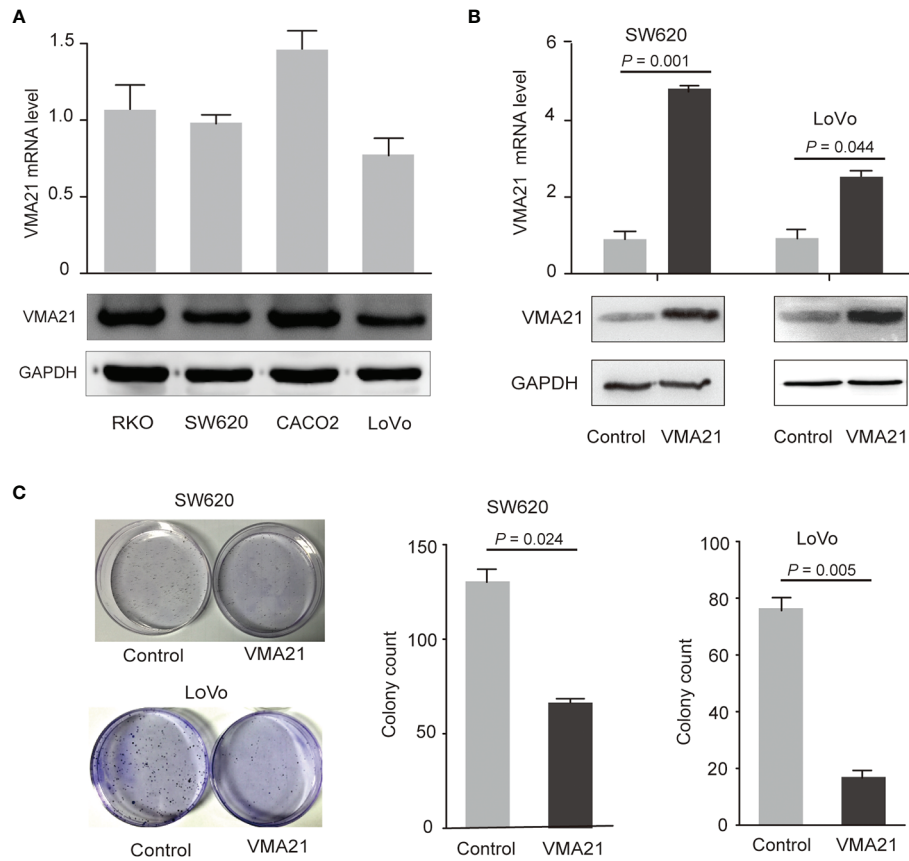 A
1.5
1.0
0.5
0
VMA21 mRNA level
VMA21
GAPDH
RKO SW620 CACO2 LoVo
B
6
4
2
0
VMA21 mRNA level
SW620
P = 0.001
LoVo
P = 0.044
VMA21
GAPDH
Control VMA21 Control VMA21
C
SW620
Control VMA21
LoVo
Control VMA21
SW620
P = 0.024
150
100
50
0
Colony count
Control VMA21
LoVo
P = 0.005
100
80
60
40
20
0
Colony count
Control VMA21